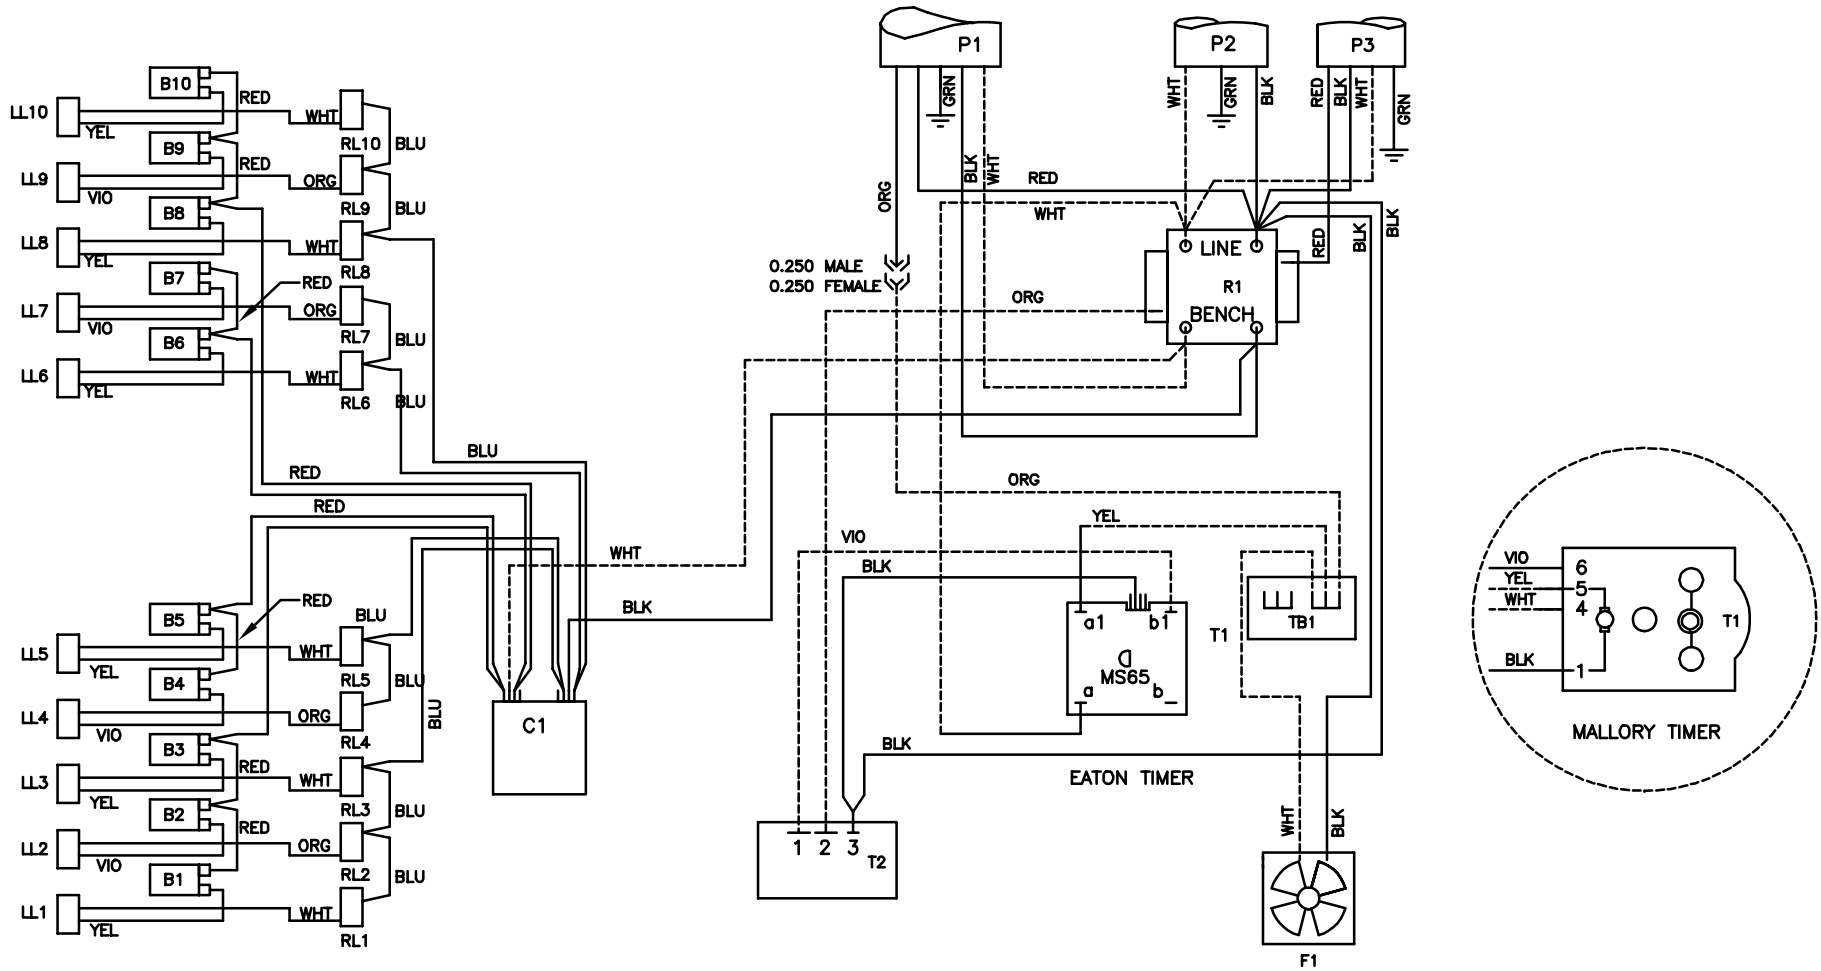 P1
P2
P3
GRN
WHT
GRN
BLK
RED
BLK
WHT
GRN
B10
RED
LL10
YEL
WHT
RL10
BLU
B9
RED
LL9
VIO
ORG
RL9
BLU
B8
LL8
YEL
WHT
RL8
B7
RED
LL7
VIO
ORG
RL7
BLU
B6
LL6
YEL
WHT
RL6
BLU
ORG
BLK
WHT
RED
WHT
RED
BLK
BLK
LINE
R1
BENCH
0.250 MALE
0.250 FEMALE
ORG
BLU
RED
RED
ORG
YEL
VIO
WHT
BLK
BLK
B5
RED
BLU
LL5
YEL
WHT
RL5
BLU
B4
LL4
VIO
ORG
RL4
BLU
B3
RED
LL3
YEL
WHT
RL3
BLU
B2
RED
LL2
VIO
ORG
RL2
BLU
B1
LL1
YEL
WHT
RL1
C1
a1
b1
MS65
a
b
T1
TB1
BLK
EATON TIMER
1 2 3
T2
WHT
BLK
F1
VIO
6
YEL
5
WHT
4
T1
BLK
1
MALLORY TIMER